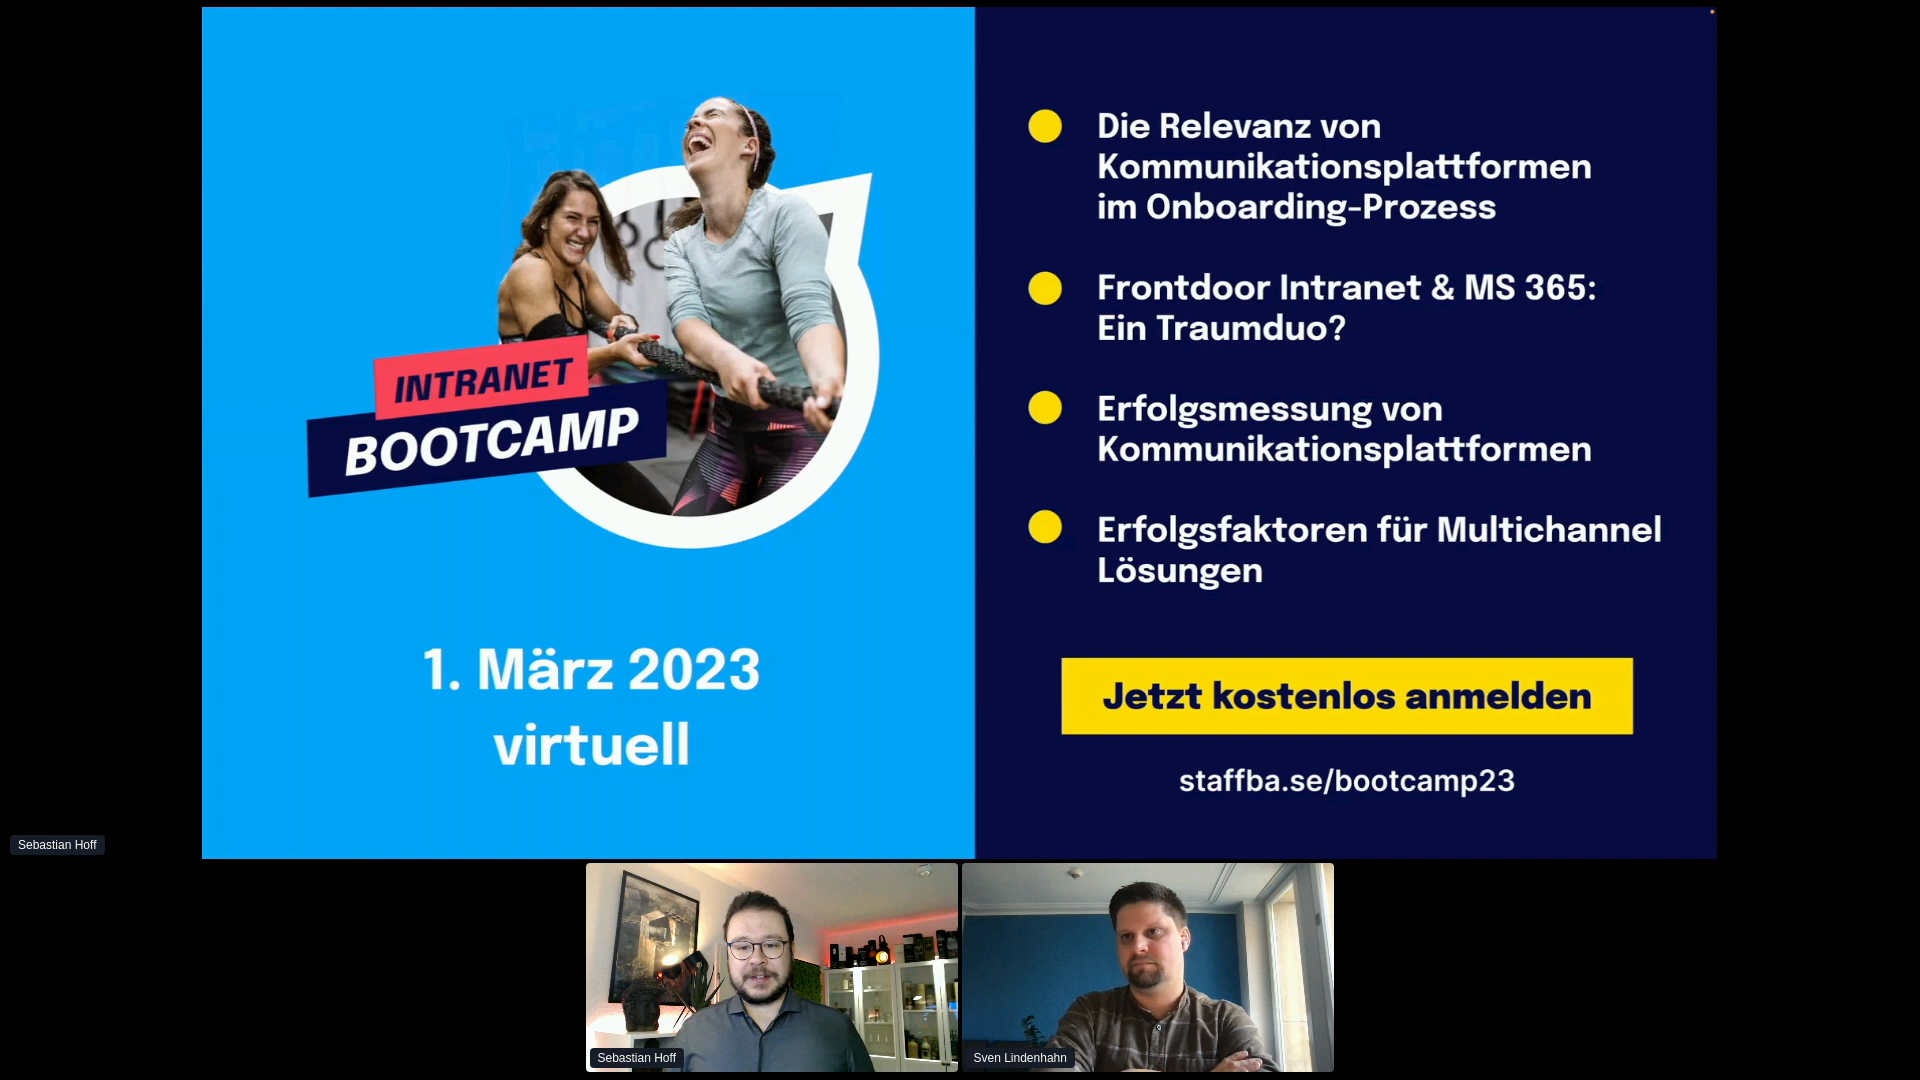 INTRANET
BOOTCAMP
1. März 2023
virtuell
Die Relevanz von
Kommunikationsplattformen
im Onboarding-Prozess
Frontdoor Intranet & MS 365:
Ein Traumduo?
Erfolgsmessung von
Kommunikationsplattformen
Erfolgsfaktoren für Multichannel
Lösungen
Jetzt kostenlos anmelden
staffba.se/bootcamp23
Sebastian Hoff
Sebastian Hoff
Sven Lindenhahn